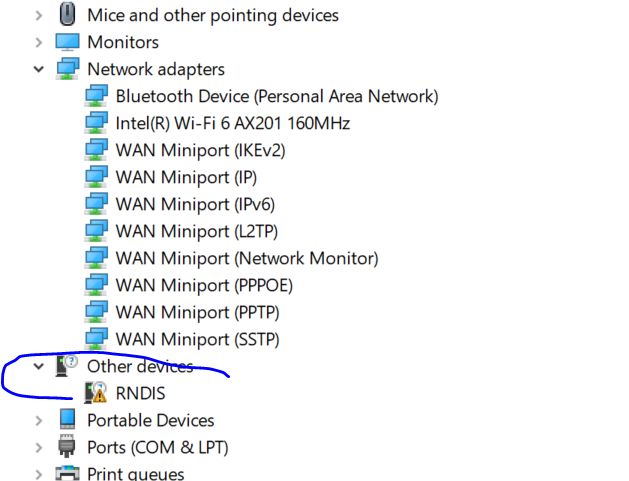 Mice and other pointing devices
Monitors
Network adapters
Bluetooth Device (Personal Area Network)
Intel(R) Wi-Fi 6 AX201 160MHz
WAN Miniport (IKEv2)
WAN Miniport (IP)
WAN Miniport (IPv6)
WAN Miniport (L2TP)
WAN Miniport (Network Monitor)
WAN Miniport (PPPOE)
WAN Miniport (PPTP)
WAN Miniport (SSTP)
Other devices
RNDIS
Portable Devices
Ports (COM & LPT)
Print queues